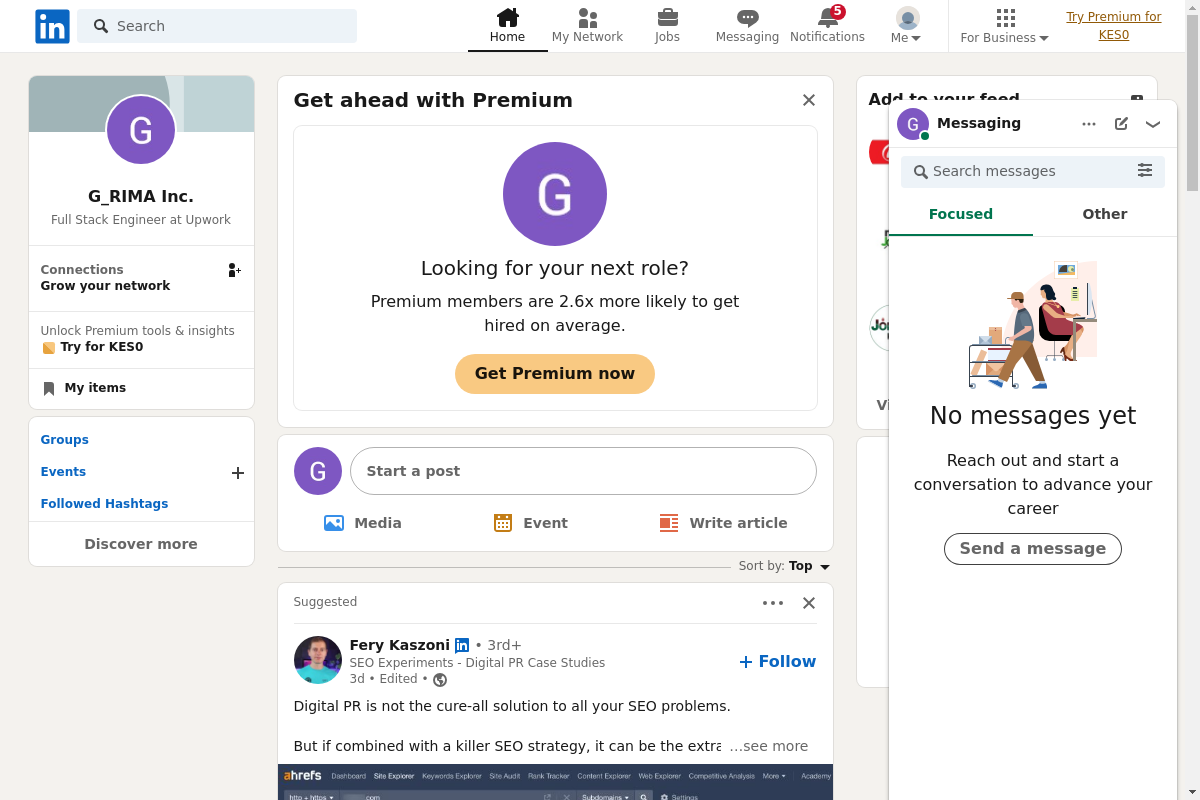 in
Search
Home
My Network
Jobs
Messaging
5
Notifications
Me
For Business
Try Premium for
KES0
G
G_RIMA Inc.
Full Stack Engineer at Upwork
Connections
Grow your network
Unlock Premium tools & insights
Try for KES0
My items
Groups
Events
Followed Hashtags
Discover more
Get ahead with Premium
G
Looking for your next role?
Premium members are 2.6x more likely to get
hired on average.
Get Premium now
G
Start a post
Media
Event
Write article
Sort by: Top
Suggested
Fery Kaszoni in • 3rd+
SEO Experiments - Digital PR Case Studies
3d • Edited •
+ Follow
Digital PR is not the cure-all solution to all your SEO problems.
But if combined with a killer SEO strategy, it can be the extra …see more
ahrefs Dashboard Site Explorer Keywords Explorer Site Audit Rank Tracker Content Explorer Web Explorer Competitive Analysis More Academy
http + https .com Subdomains Settings
Add to your feed
G
Messaging
Search messages
Focused
Other
No messages yet
Reach out and start a
conversation to advance your
career
Send a message